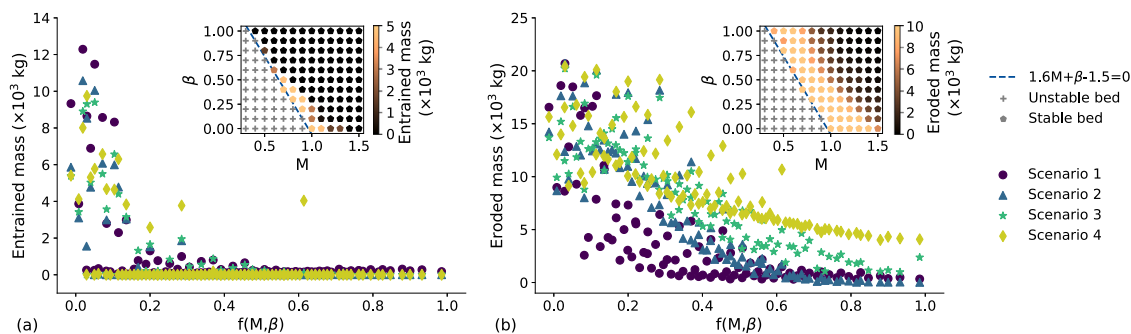 14
12
10
8
6
4
2
0
Entrained mass (×10³ kg)
0.0
0.2
0.4
0.6
0.8
1.0
f(M,β)
(a)
1.00
0.75
0.50
0.25
0.00
β
0.5
1.0
1.5
M
5
4
3
2
1
0
Entrained mass
(×10³ kg)
25
20
15
10
5
0
Eroded mass (×10³ kg)
0.0
0.2
0.4
0.6
0.8
1.0
f(M,β)
(b)
1.00
0.75
0.50
0.25
0.00
β
0.5
1.0
1.5
M
10
8
6
4
2
0
Eroded mass
(×10³ kg)
1.6M+β-1.5=0
Unstable bed
Stable bed
Scenario 1
Scenario 2
Scenario 3
Scenario 4